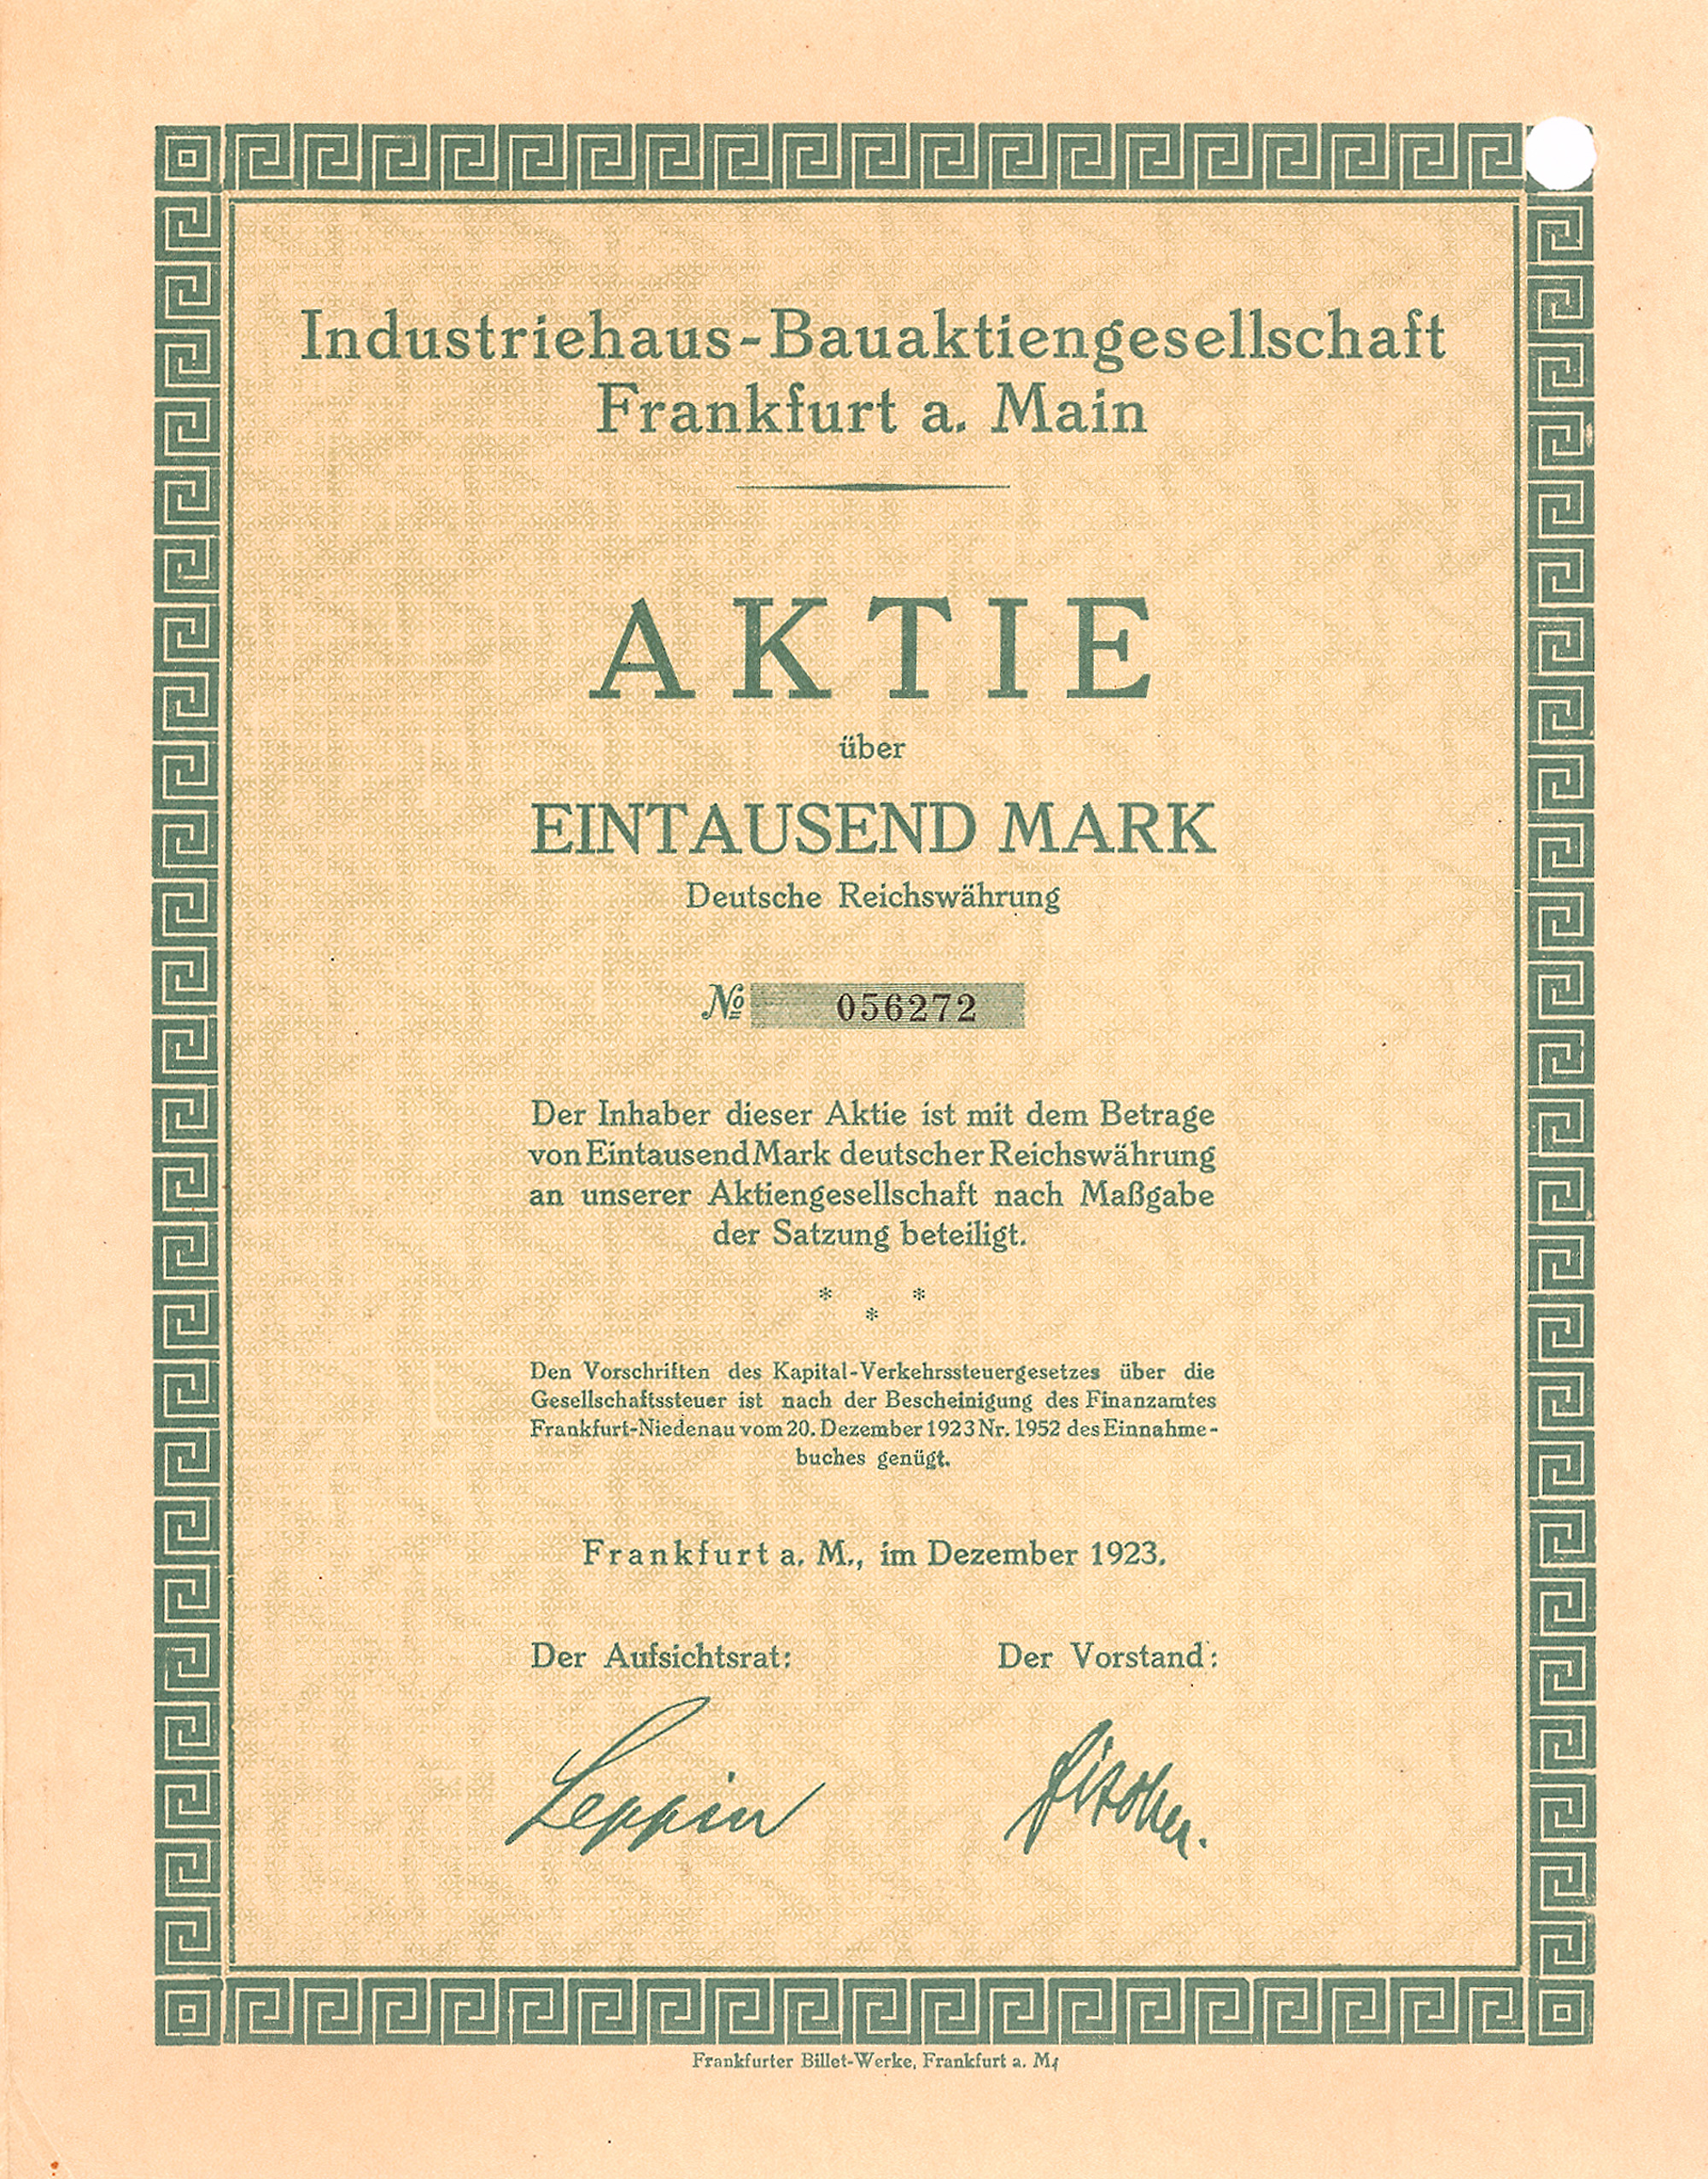 Industriehaus-Bauaktiengesellschaft
Frankfurt a. Main
AKTIE
über
EINTAUSEND MARK
Deutsche Reichswährung
No 056272
Der Inhaber dieser Aktie ist mit dem Betrage
von Eintausend Mark deutscher Reichswährung
an unserer Aktiengesellschaft nach Maßgabe
der Satzung beteiligt.
* * *
Den Vorschriften des Kapital-Verkehrssteuergesetzes über die
Gesellschaftssteuer ist nach der Bescheinigung des Finanzamtes
Frankfurt-Niedenau vom 20. Dezember 1923 Nr. 1952 des Einnahme-
buches genügt.
Frankfurt a. M., im Dezember 1923.
Der Aufsichtsrat: Der Vorstand:
Leppin Fischer.
Frankfurter Billet-Werke, Frankfurt a. M.